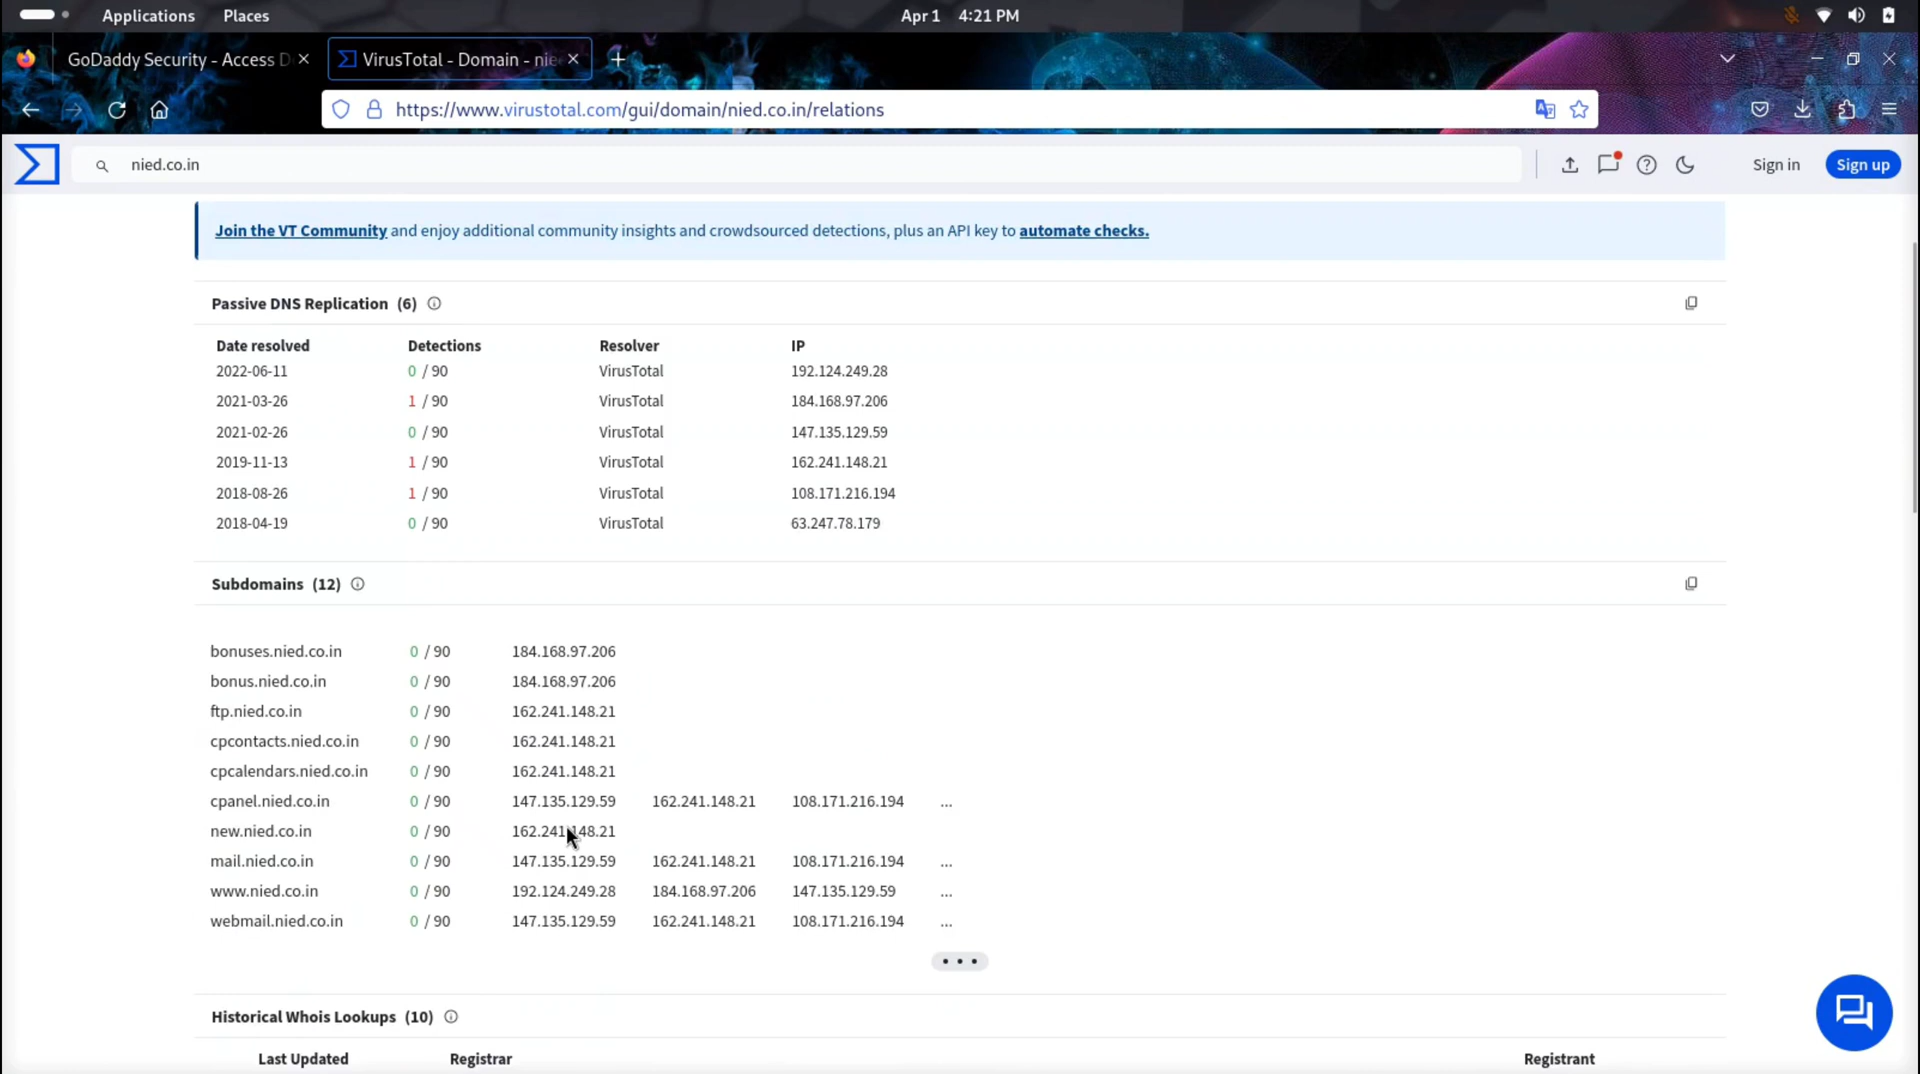 Applications Places Apr 1 4:21 PM
GoDaddy Security - Access D VirusTotal - Domain - nie
https://www.virustotal.com/gui/domain/nied.co.in/relations
nied.co.in Sign in Sign up
Join the VT Community and enjoy additional community insights and crowdsourced detections, plus an API key to automate checks.
Passive DNS Replication (6)
Date resolved Detections Resolver IP
2022-06-11 0 / 90 VirusTotal 192.124.249.28
2021-03-26 1 / 90 VirusTotal 184.168.97.206
2021-02-26 0 / 90 VirusTotal 147.135.129.59
2019-11-13 1 / 90 VirusTotal 162.241.148.21
2018-08-26 1 / 90 VirusTotal 108.171.216.194
2018-04-19 0 / 90 VirusTotal 63.247.78.179
Subdomains (12)
bonuses.nied.co.in 0 / 90 184.168.97.206
bonus.nied.co.in 0 / 90 184.168.97.206
ftp.nied.co.in 0 / 90 162.241.148.21
cpcontacts.nied.co.in 0 / 90 162.241.148.21
cpcalendars.nied.co.in 0 / 90 162.241.148.21
cpanel.nied.co.in 0 / 90 147.135.129.59 162.241.148.21 108.171.216.194 ...
new.nied.co.in 0 / 90 162.241.148.21
mail.nied.co.in 0 / 90 147.135.129.59 162.241.148.21 108.171.216.194 ...
www.nied.co.in 0 / 90 192.124.249.28 184.168.97.206 147.135.129.59 ...
webmail.nied.co.in 0 / 90 147.135.129.59 162.241.148.21 108.171.216.194 ...
Historical Whois Lookups (10)
Last Updated Registrar Registrant